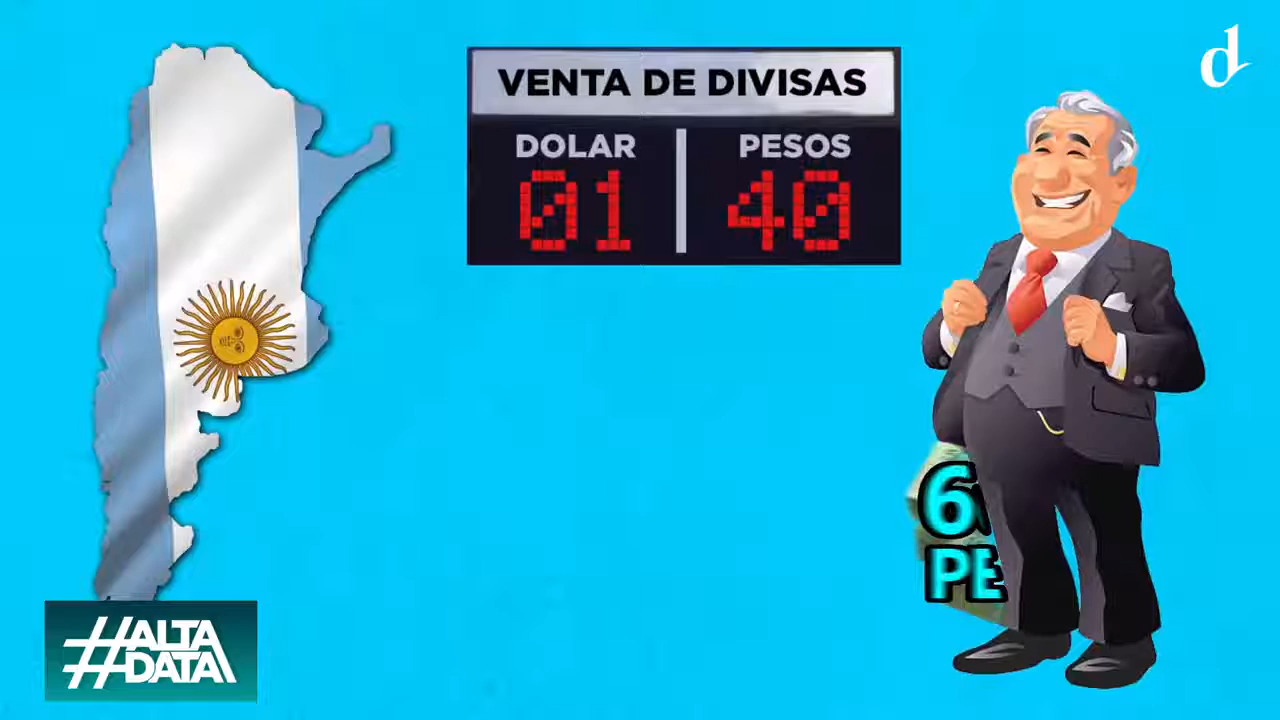 VENTA DE DIVISAS
DOLAR
PESOS
01
40
#ALTA
DATA